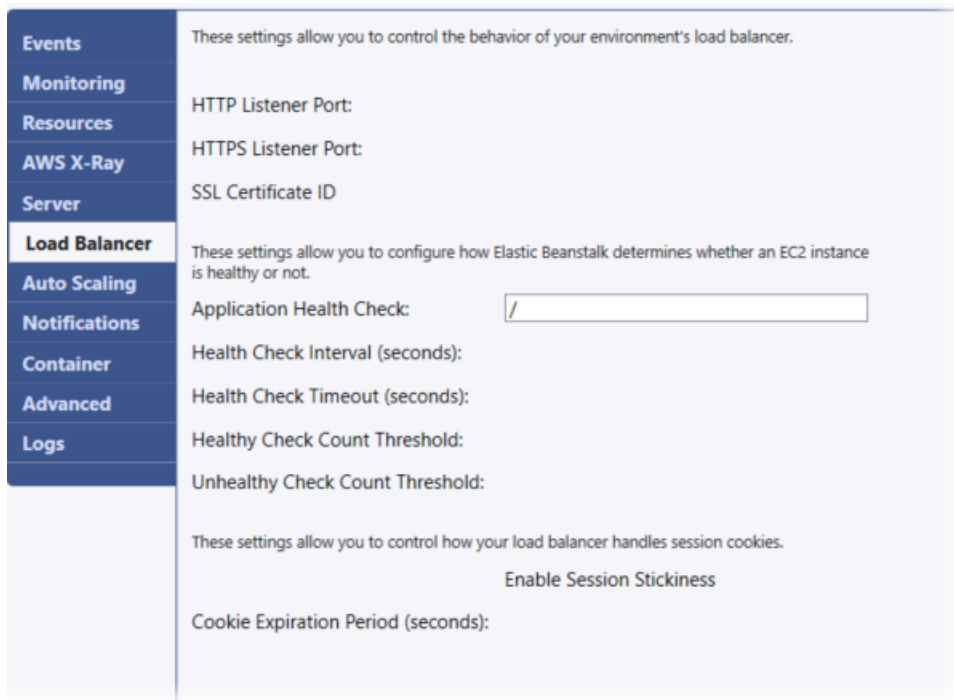 Events
Monitoring
Resources
AWS X-Ray
Server
Load Balancer
Auto Scaling
Notifications
Container
Advanced
Logs
These settings allow you to control the behavior of your environment's load balancer.
HTTP Listener Port:
HTTPS Listener Port:
SSL Certificate ID
These settings allow you to configure how Elastic Beanstalk determines whether an EC2 instance
is healthy or not.
Application Health Check: /
Health Check Interval (seconds):
Health Check Timeout (seconds):
Healthy Check Count Threshold:
Unhealthy Check Count Threshold:
These settings allow you to control how your load balancer handles session cookies.
Enable Session Stickiness
Cookie Expiration Period (seconds):